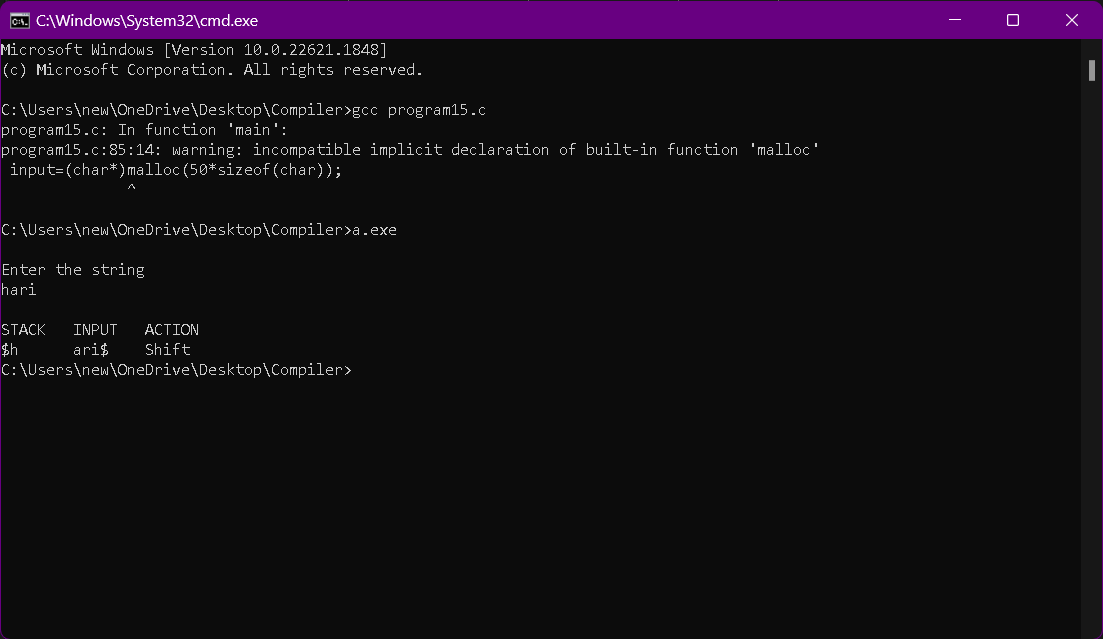 C:\Windows\System32\cmd.exe
Microsoft Windows [Version 10.0.22621.1848]
(c) Microsoft Corporation. All rights reserved.
C:\Users\new\OneDrive\Desktop\Compiler>gcc program15.c
program15.c: In function 'main':
program15.c:85:14: warning: incompatible implicit declaration of built-in function 'malloc'
 input=(char*)malloc(50*sizeof(char));
              ^
C:\Users\new\OneDrive\Desktop\Compiler>a.exe
Enter the string
hari
STACK   INPUT   ACTION
$h      ari$    Shift
C:\Users\new\OneDrive\Desktop\Compiler>